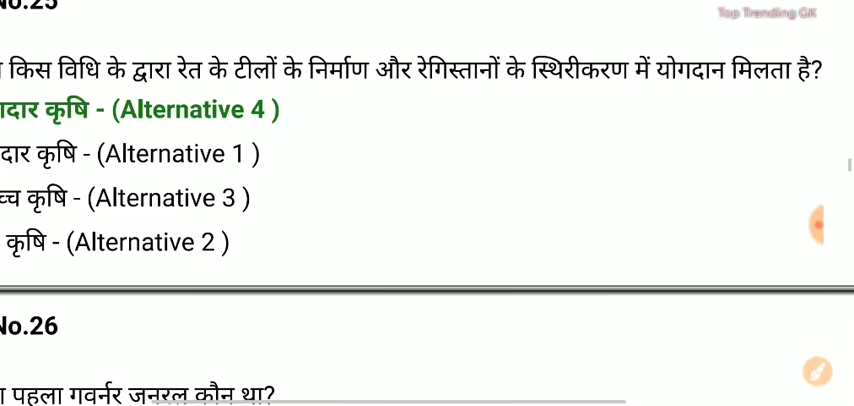 No.25
Top Trending GK
किस विधि के द्वारा रेत के टीलों के निर्माण और रेगिस्तानों के स्थिरीकरण में योगदान मिलता है?
दार कृषि - (Alternative 4 )
दार कृषि - (Alternative 1 )
च्च कृषि - (Alternative 3 )
कृषि - (Alternative 2 )
No.26
पहला गवर्नर जनरल कौन था?